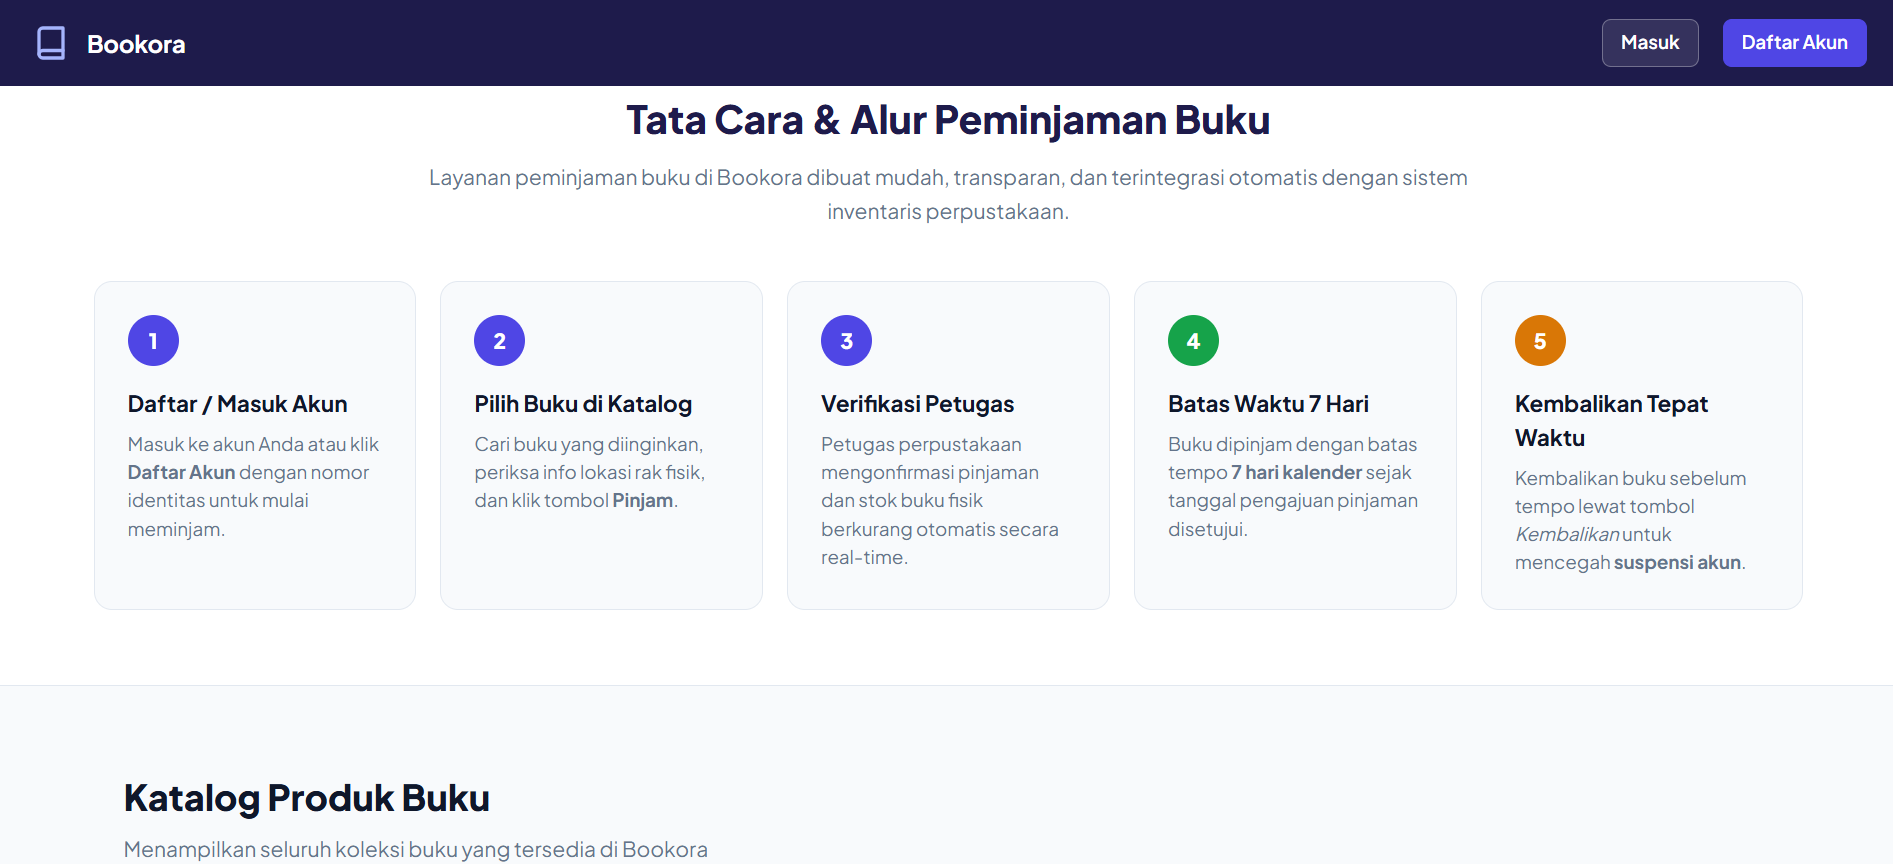 Bookora
Masuk
Daftar Akun
Tata Cara & Alur Peminjaman Buku
Layanan peminjaman buku di Bookora dibuat mudah, transparan, dan terintegrasi otomatis dengan sistem
inventaris perpustakaan.
1
Daftar / Masuk Akun
Masuk ke akun Anda atau klik
Daftar Akun dengan nomor
identitas untuk mulai
meminjam.
2
Pilih Buku di Katalog
Cari buku yang diinginkan,
periksa info lokasi rak fisik,
dan klik tombol Pinjam.
3
Verifikasi Petugas
Petugas perpustakaan
mengonfirmasi pinjaman
dan stok buku fisik
berkurang otomatis secara
real-time.
4
Batas Waktu 7 Hari
Buku dipinjam dengan batas
tempo 7 hari kalender sejak
tanggal pengajuan pinjaman
disetujui.
5
Kembalikan Tepat
Waktu
Kembalikan buku sebelum
tempo lewat tombol
Kembalikan untuk
mencegah suspensi akun.
Katalog Produk Buku
Menampilkan seluruh koleksi buku yang tersedia di Bookora